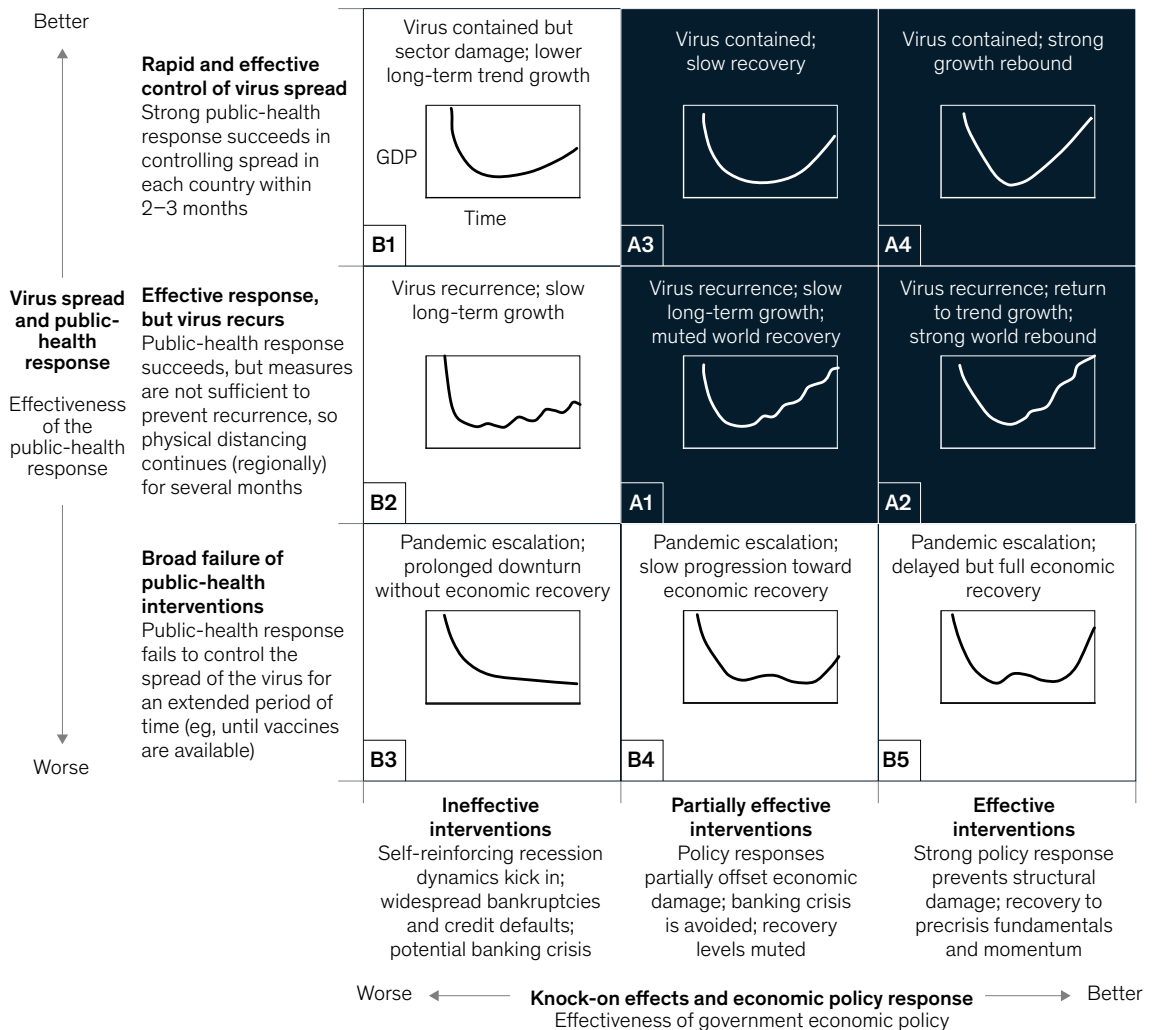 Better
Rapid and effective
control of virus spread
Strong public-health
response succeeds in
controlling spread in
each country within
2–3 months
Virus contained but
sector damage; lower
long-term trend growth
GDP
Time
B1
Virus contained;
slow recovery
A3
Virus contained; strong
growth rebound
A4
Virus spread
and public-
health
response
Effectiveness
of the
public-health
response
Effective response,
but virus recurs
Public-health response
succeeds, but measures
are not sufficient to
prevent recurrence, so
physical distancing
continues (regionally)
for several months
Virus recurrence; slow
long-term growth
B2
Virus recurrence; slow
long-term growth;
muted world recovery
A1
Virus recurrence; return
to trend growth;
strong world rebound
A2
Broad failure of
public-health
interventions
Public-health response
fails to control the
spread of the virus for
an extended period of
time (eg, until vaccines
are available)
Worse
Pandemic escalation;
prolonged downturn
without economic recovery
B3
Pandemic escalation;
slow progression toward
economic recovery
B4
Pandemic escalation;
delayed but full economic
recovery
B5
Ineffective
interventions
Self-reinforcing recession
dynamics kick in;
widespread bankruptcies
and credit defaults;
potential banking crisis
Partially effective
interventions
Policy responses
partially offset economic
damage; banking crisis
is avoided; recovery
levels muted
Effective
interventions
Strong policy response
prevents structural
damage; recovery to
precrisis fundamentals
and momentum
Worse
Knock-on effects and economic policy response
Effectiveness of government economic policy
Better